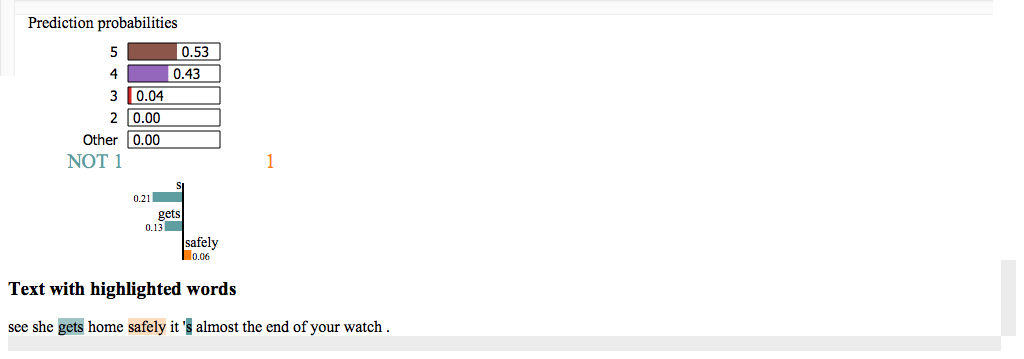 Prediction probabilities
5 0.53
4 0.43
3 0.04
2 0.00
Other 0.00
NOT 1 1
s
0.21
gets
0.13
safely
0.06
Text with highlighted words
see she gets home safely it 's almost the end of your watch .